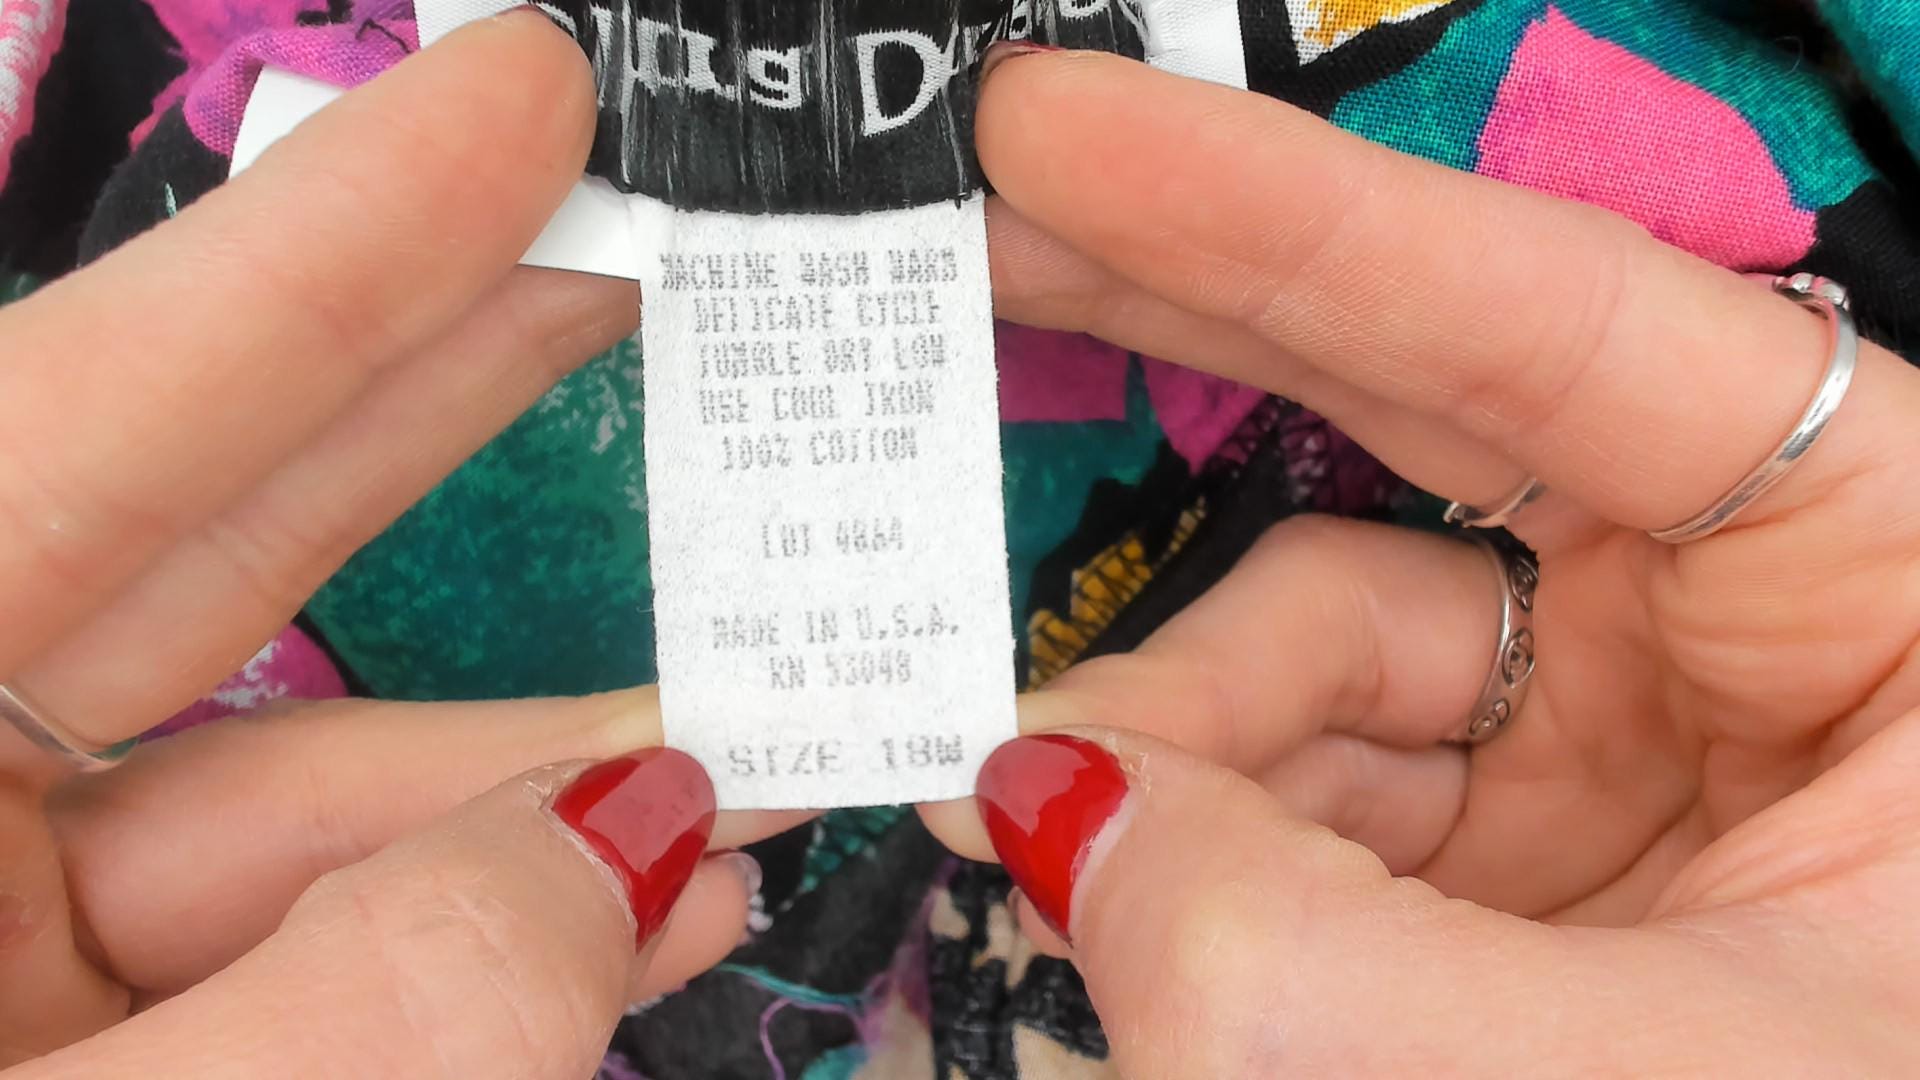 MACHINE WASH WARM
DELICATE CYCLE
TUMBLE DRY LOW
USE COOL IRON
100% COTTON
LOT 4864
MADE IN U.S.A.
RN 53048
SIZE 18W